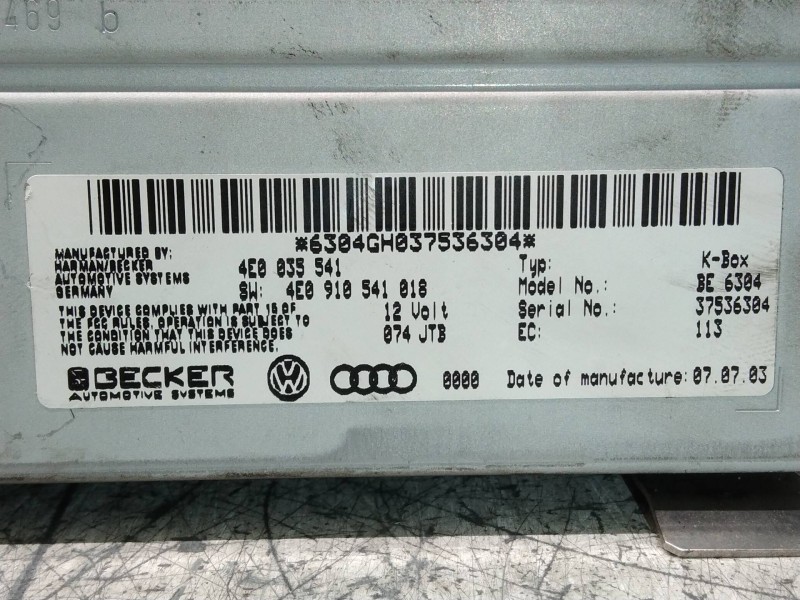 469 b
*6304GH037536304*
MANUFACTURED BY:
HARMAN/BECKER
AUTOMOTIVE SYSTEMS
GERMANY
4E0 035 541
SW: 4E0 910 541 018
Typ: K-Box
Model No.: BE 6304
Serial No.: 37536304
EC: 113
THIS DEVICE COMPLIES WITH PART 15 OF
THE FCC RULES. OPERATION IS SUBJECT TO
THE CONDITION THAT THIS DEVICE DOES
NOT CAUSE HARMFUL INTERFERENCE.
12 Volt
074 JTB
BECKER
AUTOMOTIVE SYSTEMS
VW
0000
Date of manufacture: 07.07.03